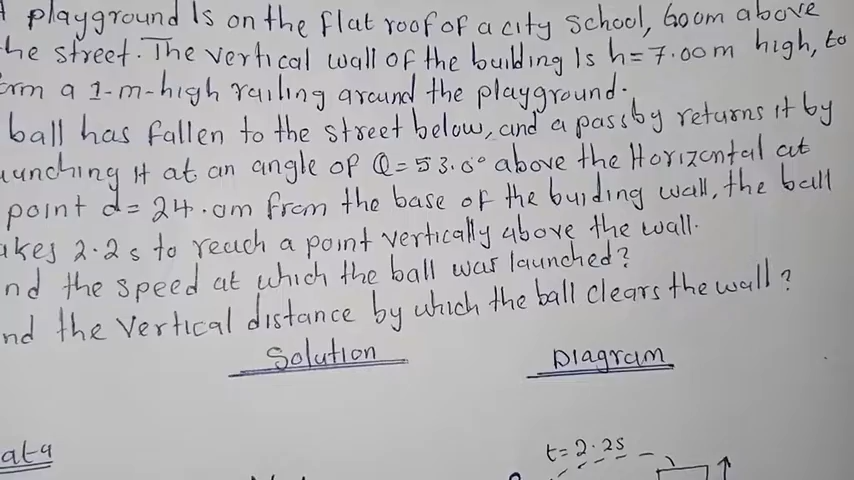 playground Is on the flat roof of a city school, 600m above
he street. The vertical wall of the building Is h=7.00m high, to
orm a 1-m-high railing around the playground.
ball has fallen to the street below, and a passby returns it by
aunching it at an angle of Q=53.0° above the Horizontal at
point d=24.0m from the base of the buiding wall, the ball
akes 2.2s to reach a point vertically above the wall.
nd the speed at which the ball was launched?
nd the vertical distance by which the ball clears the wall?
Solution Diagram
t=2.2s
ata